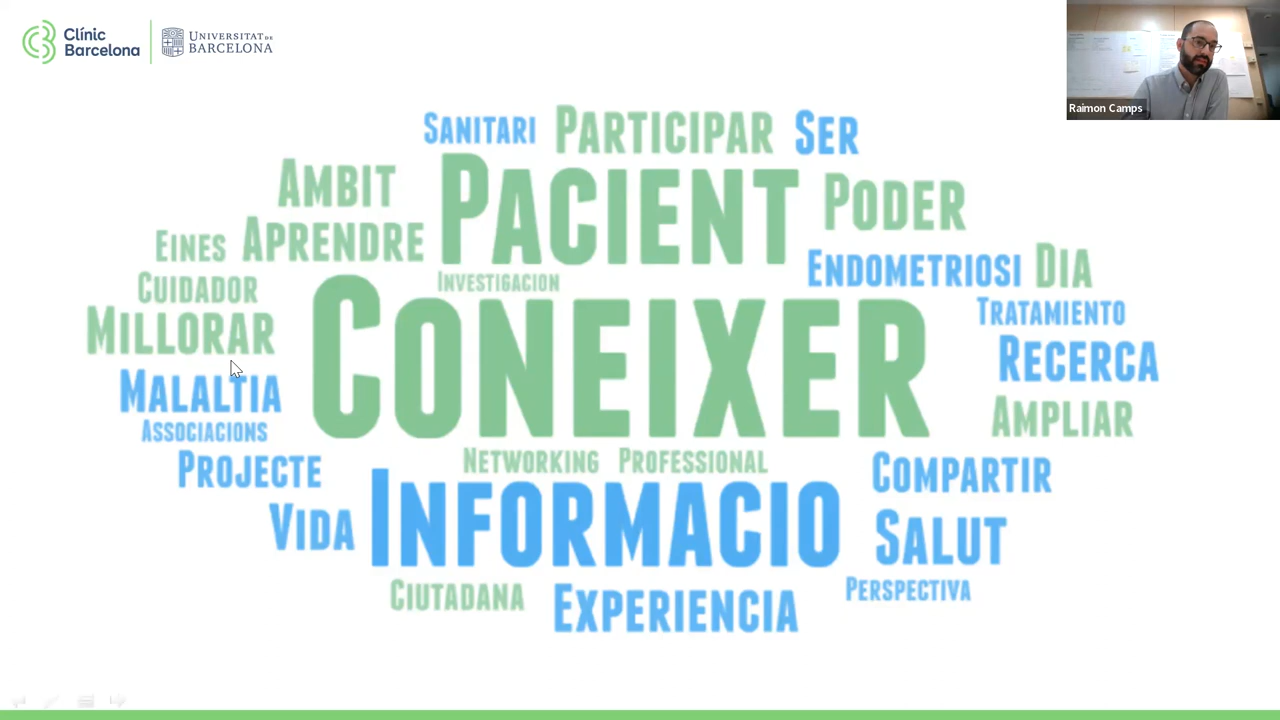 Clínic
Barcelona
UNIVERSITAT DE
BARCELONA
Raimon Camps
SANITARI PARTICIPAR SER
AMBIT PACIENT PODER
EINES APRENDRE
ENDOMETRIOSI DIA
CUIDADOR INVESTIGACION
TRATAMIENTO
MILLORAR CONEIXER RECERCA
MALALTIA
AMPLIAR
ASSOCIACIONS
PROJECTE NETWORKING PROFESSIONAL COMPARTIR
VIDA INFORMACIO SALUT
CIUTADANA EXPERIENCIA PERSPECTIVA